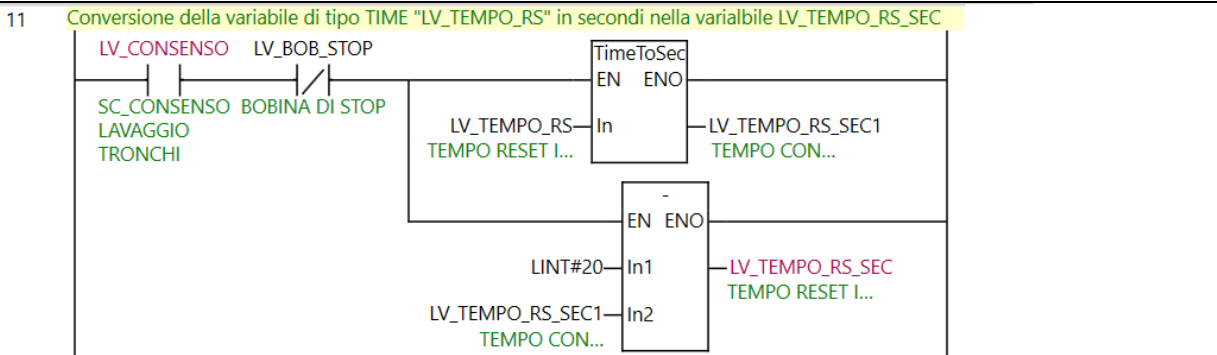 11
Conversione della variabile di tipo TIME "LV_TEMPO_RS" in secondi nella varialbile LV_TEMPO_RS_SEC
LV_CONSENSO LV_BOB_STOP
SC_CONSENSO BOBINA DI STOP
LAVAGGIO
TRONCHI
TimeToSec
EN ENO
LV_TEMPO_RS In LV_TEMPO_RS_SEC1
TEMPO RESET I... TEMPO CON...
-
EN ENO
LINT#20 In1 LV_TEMPO_RS_SEC
TEMPO RESET I...
LV_TEMPO_RS_SEC1 In2
TEMPO CON...